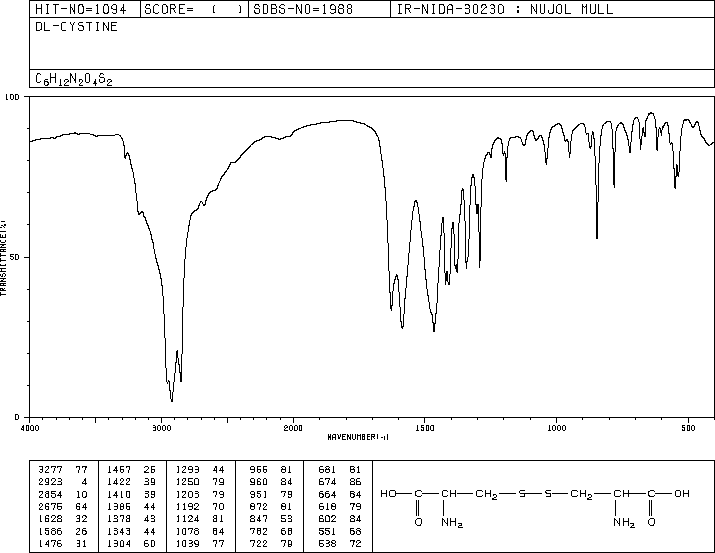 HIT-NO=1094 SCORE= ( ) SDBS-NO=1988 IR-NIDA-30230 : NUJOL MULL
DL-CYSTINE
C6H12N2O4S2
100
50
0
TRANSMITTANCE(%)
4000 3000 2000 1500 1000 500
WAVENUMBER(-1)
3277 77 1467 26 1293 44 966 81 681 81
2923 4 1422 39 1250 79 960 84 674 86
2854 10 1410 39 1203 79 951 79 664 84
2675 64 1386 44 1192 70 872 81 618 79
1628 32 1378 43 1124 81 847 53 602 84
1586 26 1343 44 1078 84 782 68 551 68
1476 31 1304 60 1039 77 722 79 538 72
HO-C-CH-CH2-S-S-CH2-CH-C-OH
O NH2 NH2 O